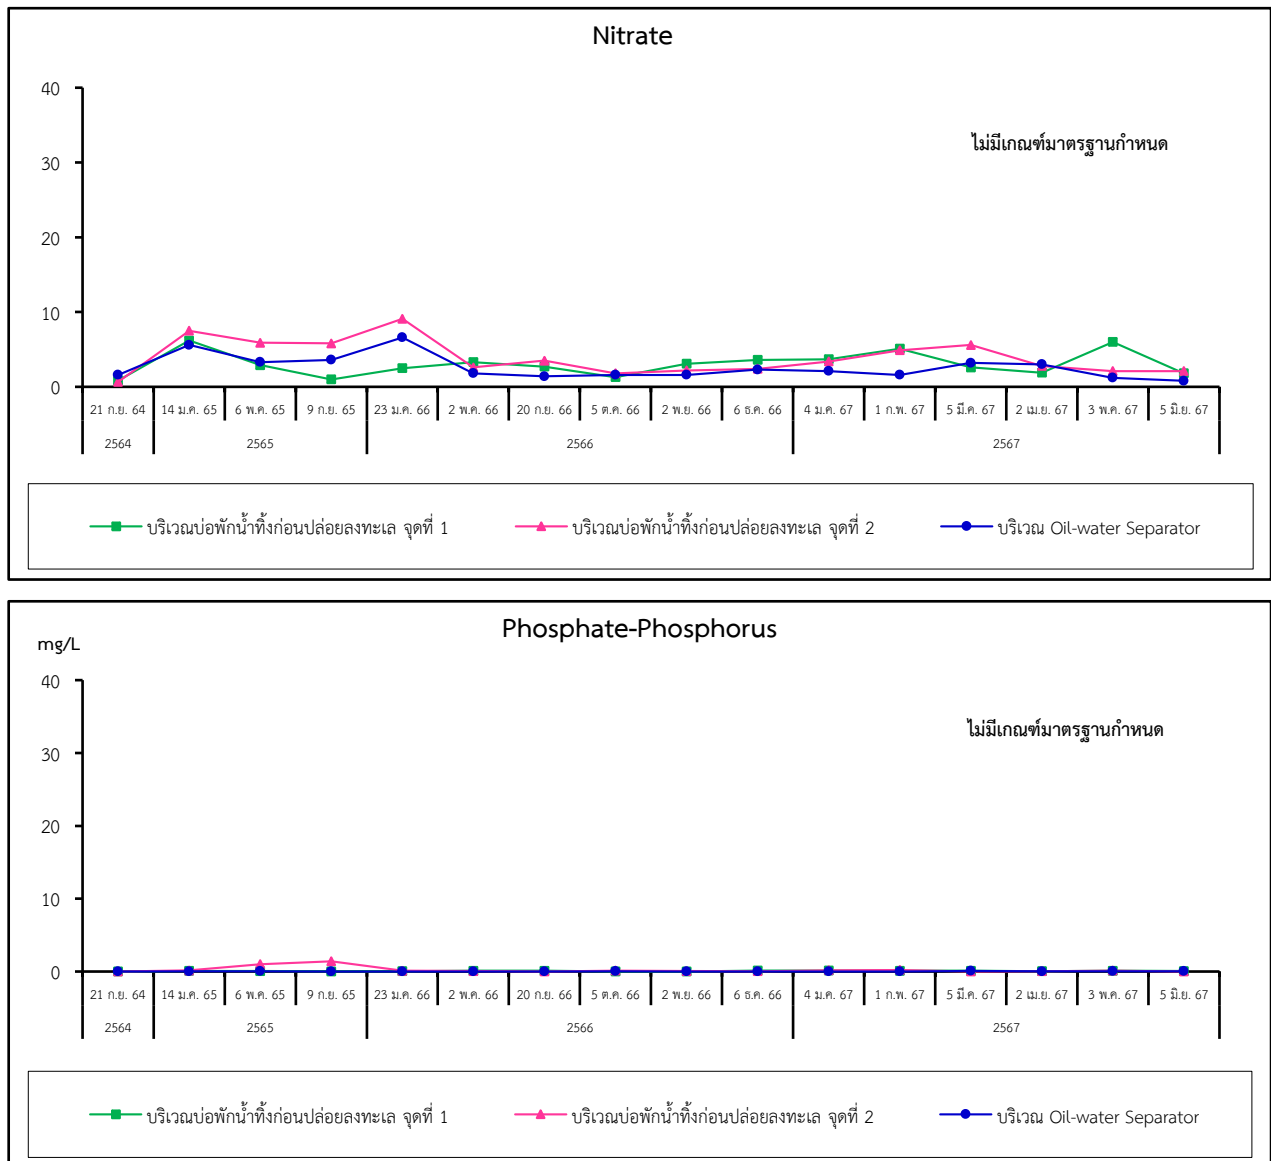 Nitrate
40
ไม่มีเกณฑ์มาตรฐานกำหนด
30
20
10
0
21 ก.ย. 64 14 ม.ค. 65 6 พ.ค. 65 9 ก.ย. 65 23 ม.ค. 66 2 พ.ค. 66 20 ก.ย. 66 5 ต.ค. 66 2 พ.ย. 66 6 ธ.ค. 66 4 ม.ค. 67 1 ก.พ. 67 5 มี.ค. 67 2 เม.ย. 67 3 พ.ค. 67 5 มิ.ย. 67
2564 2565 2566 2567
บริเวณบ่อพักน้ำทิ้งก่อนปล่อยลงทะเล จุดที่ 1 บริเวณบ่อพักน้ำทิ้งก่อนปล่อยลงทะเล จุดที่ 2 บริเวณ Oil-water Separator
Phosphate-Phosphorus
mg/L
40
ไม่มีเกณฑ์มาตรฐานกำหนด
30
20
10
0
21 ก.ย. 64 14 ม.ค. 65 6 พ.ค. 65 9 ก.ย. 65 23 ม.ค. 66 2 พ.ค. 66 20 ก.ย. 66 5 ต.ค. 66 2 พ.ย. 66 6 ธ.ค. 66 4 ม.ค. 67 1 ก.พ. 67 5 มี.ค. 67 2 เม.ย. 67 3 พ.ค. 67 5 มิ.ย. 67
2564 2565 2566 2567
บริเวณบ่อพักน้ำทิ้งก่อนปล่อยลงทะเล จุดที่ 1 บริเวณบ่อพักน้ำทิ้งก่อนปล่อยลงทะเล จุดที่ 2 บริเวณ Oil-water Separator